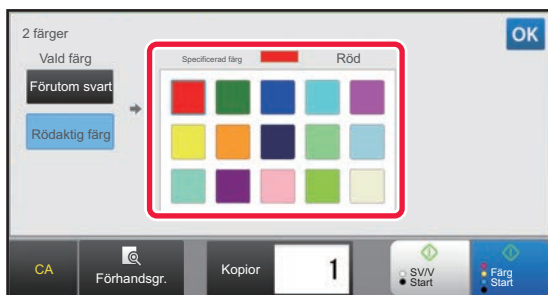 2 färger
OK
Vald färg
Specificerad färg
Röd
Förutom svart
Rödaktig färg
CA
Förhandsgr.
Kopior
1
SV/V
Start
Färg
Start